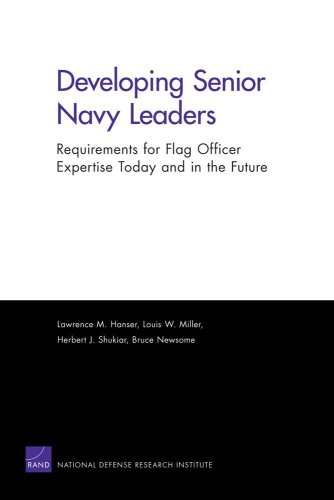 Developing Senior
Navy Leaders
Requirements for Flag Officer
Expertise Today and in the Future
Lawrence M. Hanser, Louis W. Miller,
Herbert J. Shukiar, Bruce Newsome
RAND
NATIONAL DEFENSE RESEARCH INSTITUTE